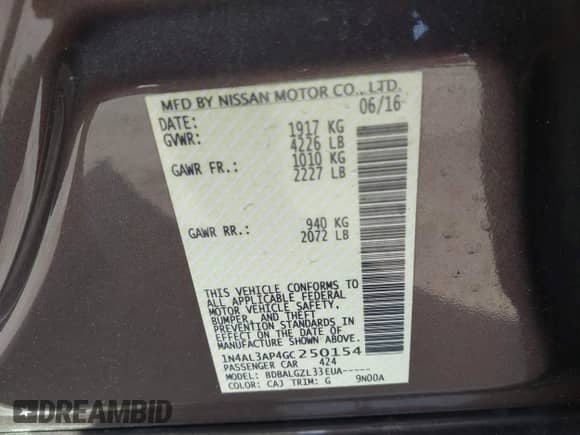 MFD BY NISSAN MOTOR CO., LTD.
DATE: 06/16
GVWR: 1917 KG
4226 LB
GAWR FR.: 1010 KG
2227 LB
GAWR RR.: 940 KG
2072 LB
THIS VEHICLE CONFORMS TO
ALL APPLICABLE FEDERAL
MOTOR VEHICLE SAFETY,
BUMPER, AND THEFT
PREVENTION STANDARDS IN
EFFECT ON THE DATE OF
MANUFACTURE SHOWN ABOVE.
1N4AL3AP4GC250154
PASSENGER CAR 424
MODEL: BDBALGZL33EUA-----
COLOR: CAJ TRIM: G 9N00A
DREAMBID